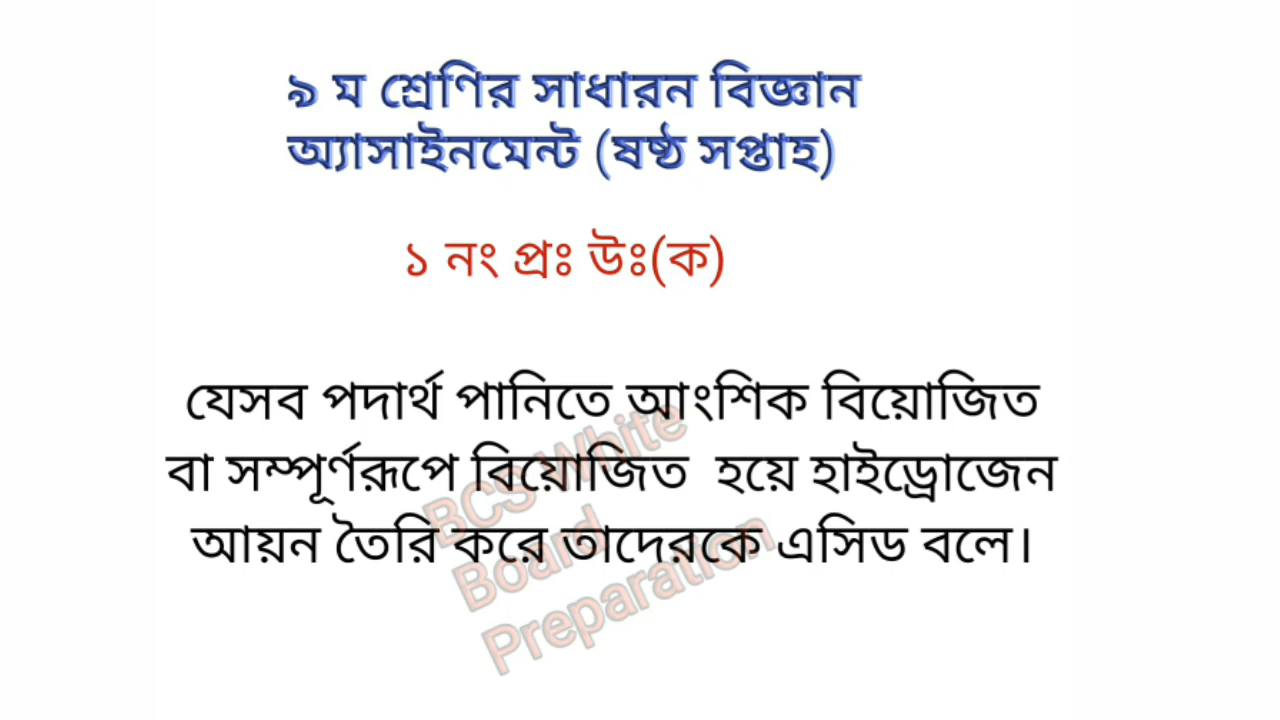 ৯ ম শ্রেণির সাধারন বিজ্ঞান
অ্যাসাইনমেন্ট (ষষ্ঠ সপ্তাহ)
১ নং প্রঃ উঃ(ক)
যেসব পদার্থ পানিতে আংশিক বিয়োজিত
বা সম্পূর্ণরূপে বিয়োজিত হয়ে হাইড্রোজেন
আয়ন তৈরি করে তাদেরকে এসিড বলে।
BCS White
Board
Preparation